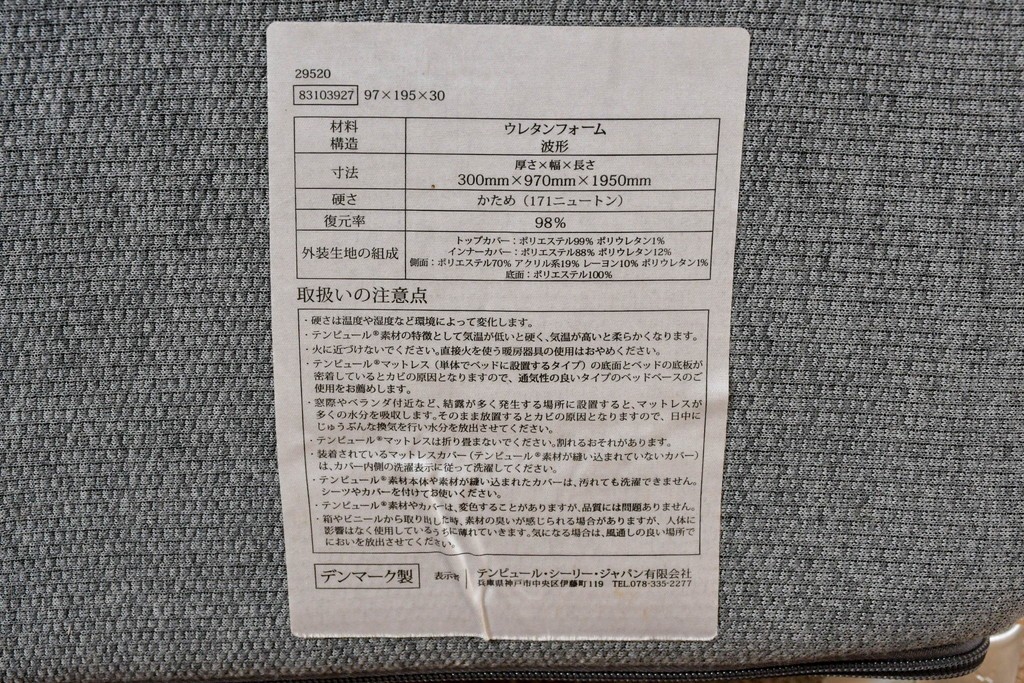 29520
83103927 97×195×30
材料
構造
ウレタンフォーム
波形
寸法
厚さ×幅×長さ
300mm×970mm×1950mm
硬さ かため（171ニュートン）
復元率 98%
外装生地の組成
トップカバー：ポリエステル99% ポリウレタン1%
インナーカバー：ポリエステル88% ポリウレタン12%
側面：ポリエステル70% アクリル系19% レーヨン10% ポリウレタン1%
底面：ポリエステル100%
取扱いの注意点
・硬さは温度や湿度など環境によって変化します。
・テンピュール®素材の特徴として気温が低いと硬く、気温が高いと柔らかくなります。
・火に近づけないでください。直接火を使う暖房器具の使用はおやめください。
・テンピュール®マットレス（単体でベッドに設置するタイプ）の底面とベッドの底板が
密着しているとカビの原因となりますので、通気性の良いタイプのベッドベースのご
使用をお薦めします。
・窓際やベランダ付近など、結露が多く発生する場所に設置すると、マットレスが
多くの水分を吸収します。そのまま放置するとカビの原因となりますので、日中に
じゅうぶんな換気を行い水分を放出させてください。
・テンピュール®マットレスは折り畳まないでください。割れるおそれがあります。
・装着されているマットレスカバー（テンピュール®素材が縫い込まれていないカバー）
は、カバー内側の洗濯表示に従って洗濯してください。
・テンピュール®素材本体や素材が縫い込まれたカバーは、汚れても洗濯できません。
シーツやカバーを付けてお使いください。
・テンピュール®素材やカバーは、変色することがありますが、品質には問題ありません。
・箱やビニールから取り出した時、素材の臭いが感じられる場合がありますが、人体に
影響はなく使用しているうちに薄れていきます。気になる場合は、風通しの良い場所で
においを放出させてください。
デンマーク製 表示者 テンピュール・シーリー・ジャパン有限会社
兵庫県神戸市中央区伊藤町119 TEL.078-335-2277